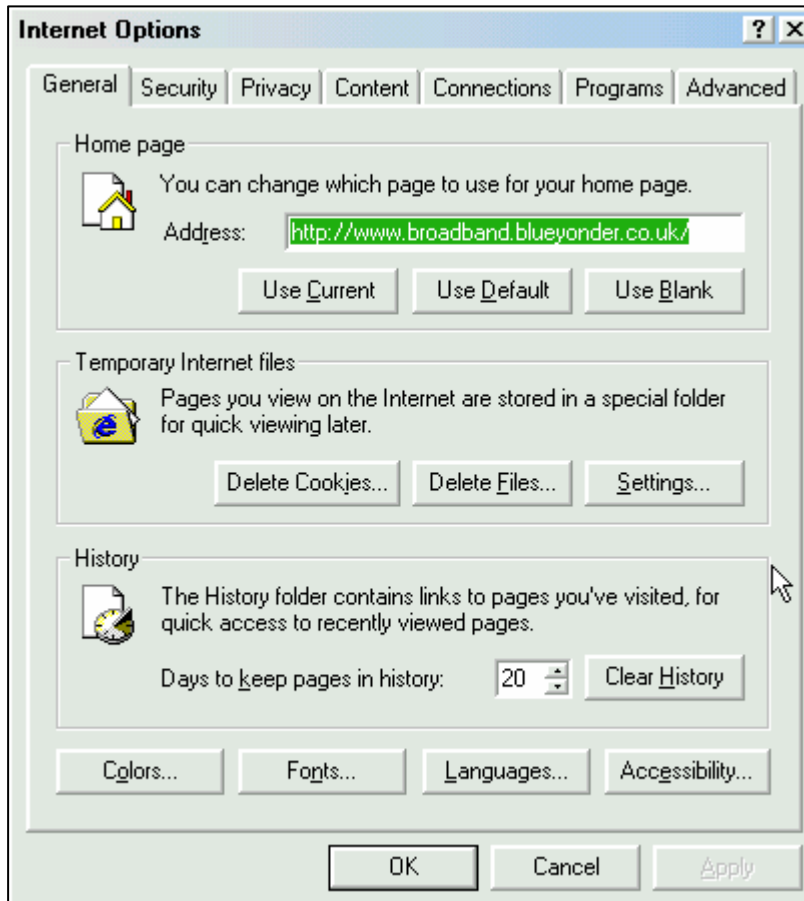 Internet Options
General Security Privacy Content Connections Programs Advanced
Home page
You can change which page to use for your home page.
Address: http://www.broadband.blueyonder.co.uk/
Use Current Use Default Use Blank
Temporary Internet files
Pages you view on the Internet are stored in a special folder
for quick viewing later.
Delete Cookies... Delete Files... Settings...
History
The History folder contains links to pages you've visited, for
quick access to recently viewed pages.
Days to keep pages in history: 20 Clear History
Colors... Fonts... Languages... Accessibility...
OK Cancel Apply